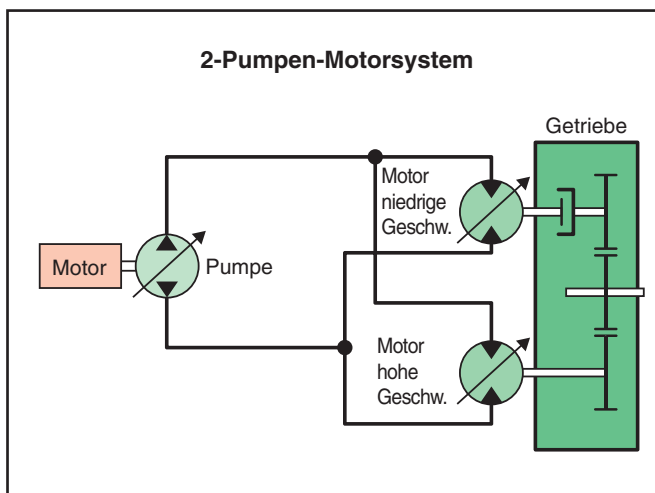 2-Pumpen-Motorsystem
Getriebe
Motor
niedrige
Geschw.
Motor
Pumpe
Motor
hohe
Geschw.